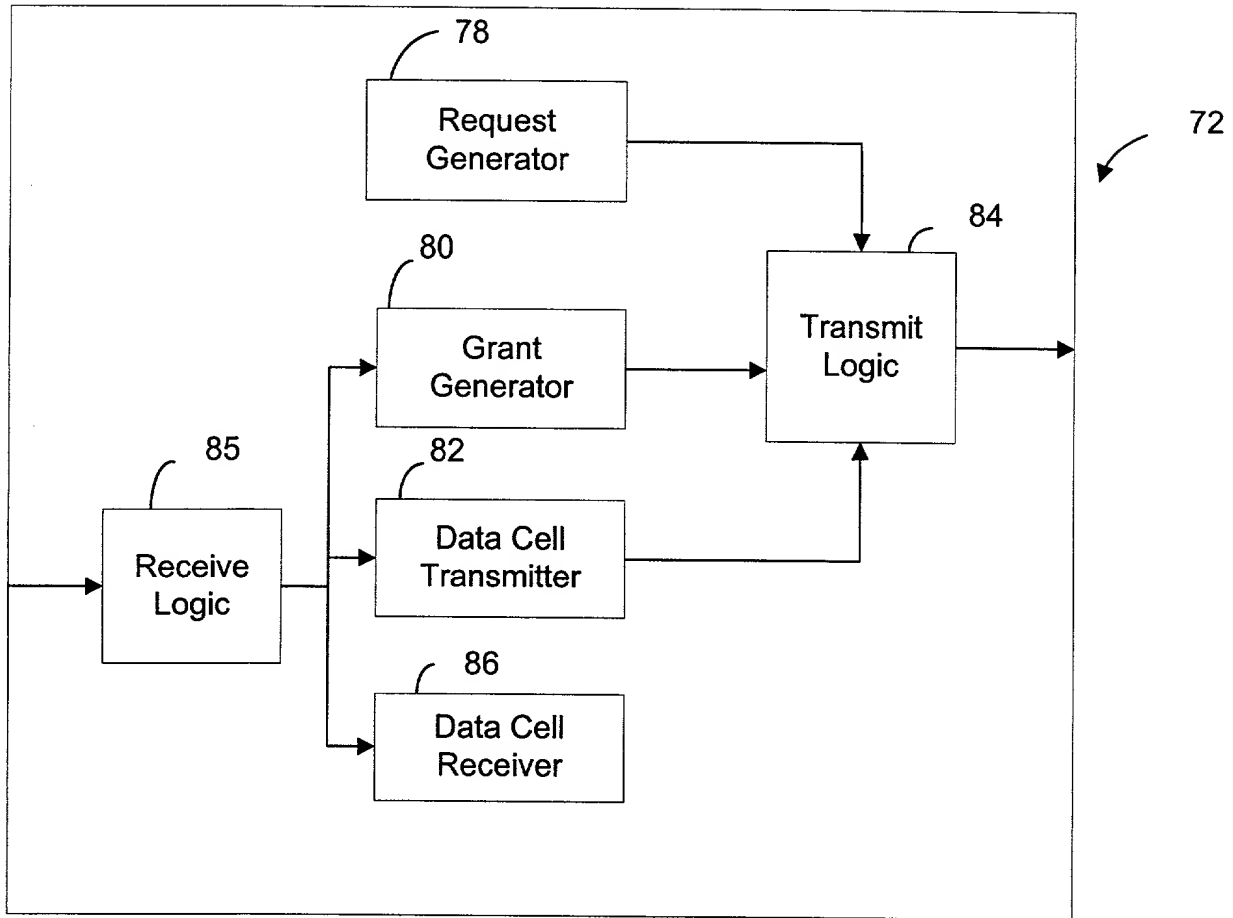 78
Request
Generator
72
84
Transmit
Logic
80
Grant
Generator
85
Receive
Logic
82
Data Cell
Transmitter
86
Data Cell
Receiver